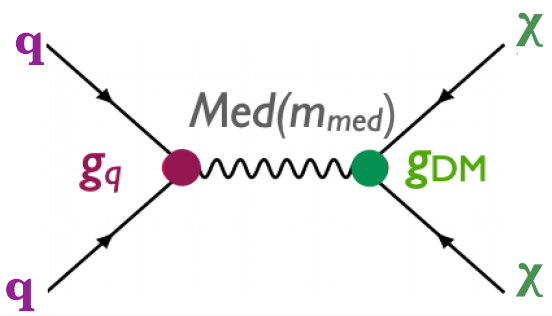 q χ
Med(mmed)
gq gDM
q χ